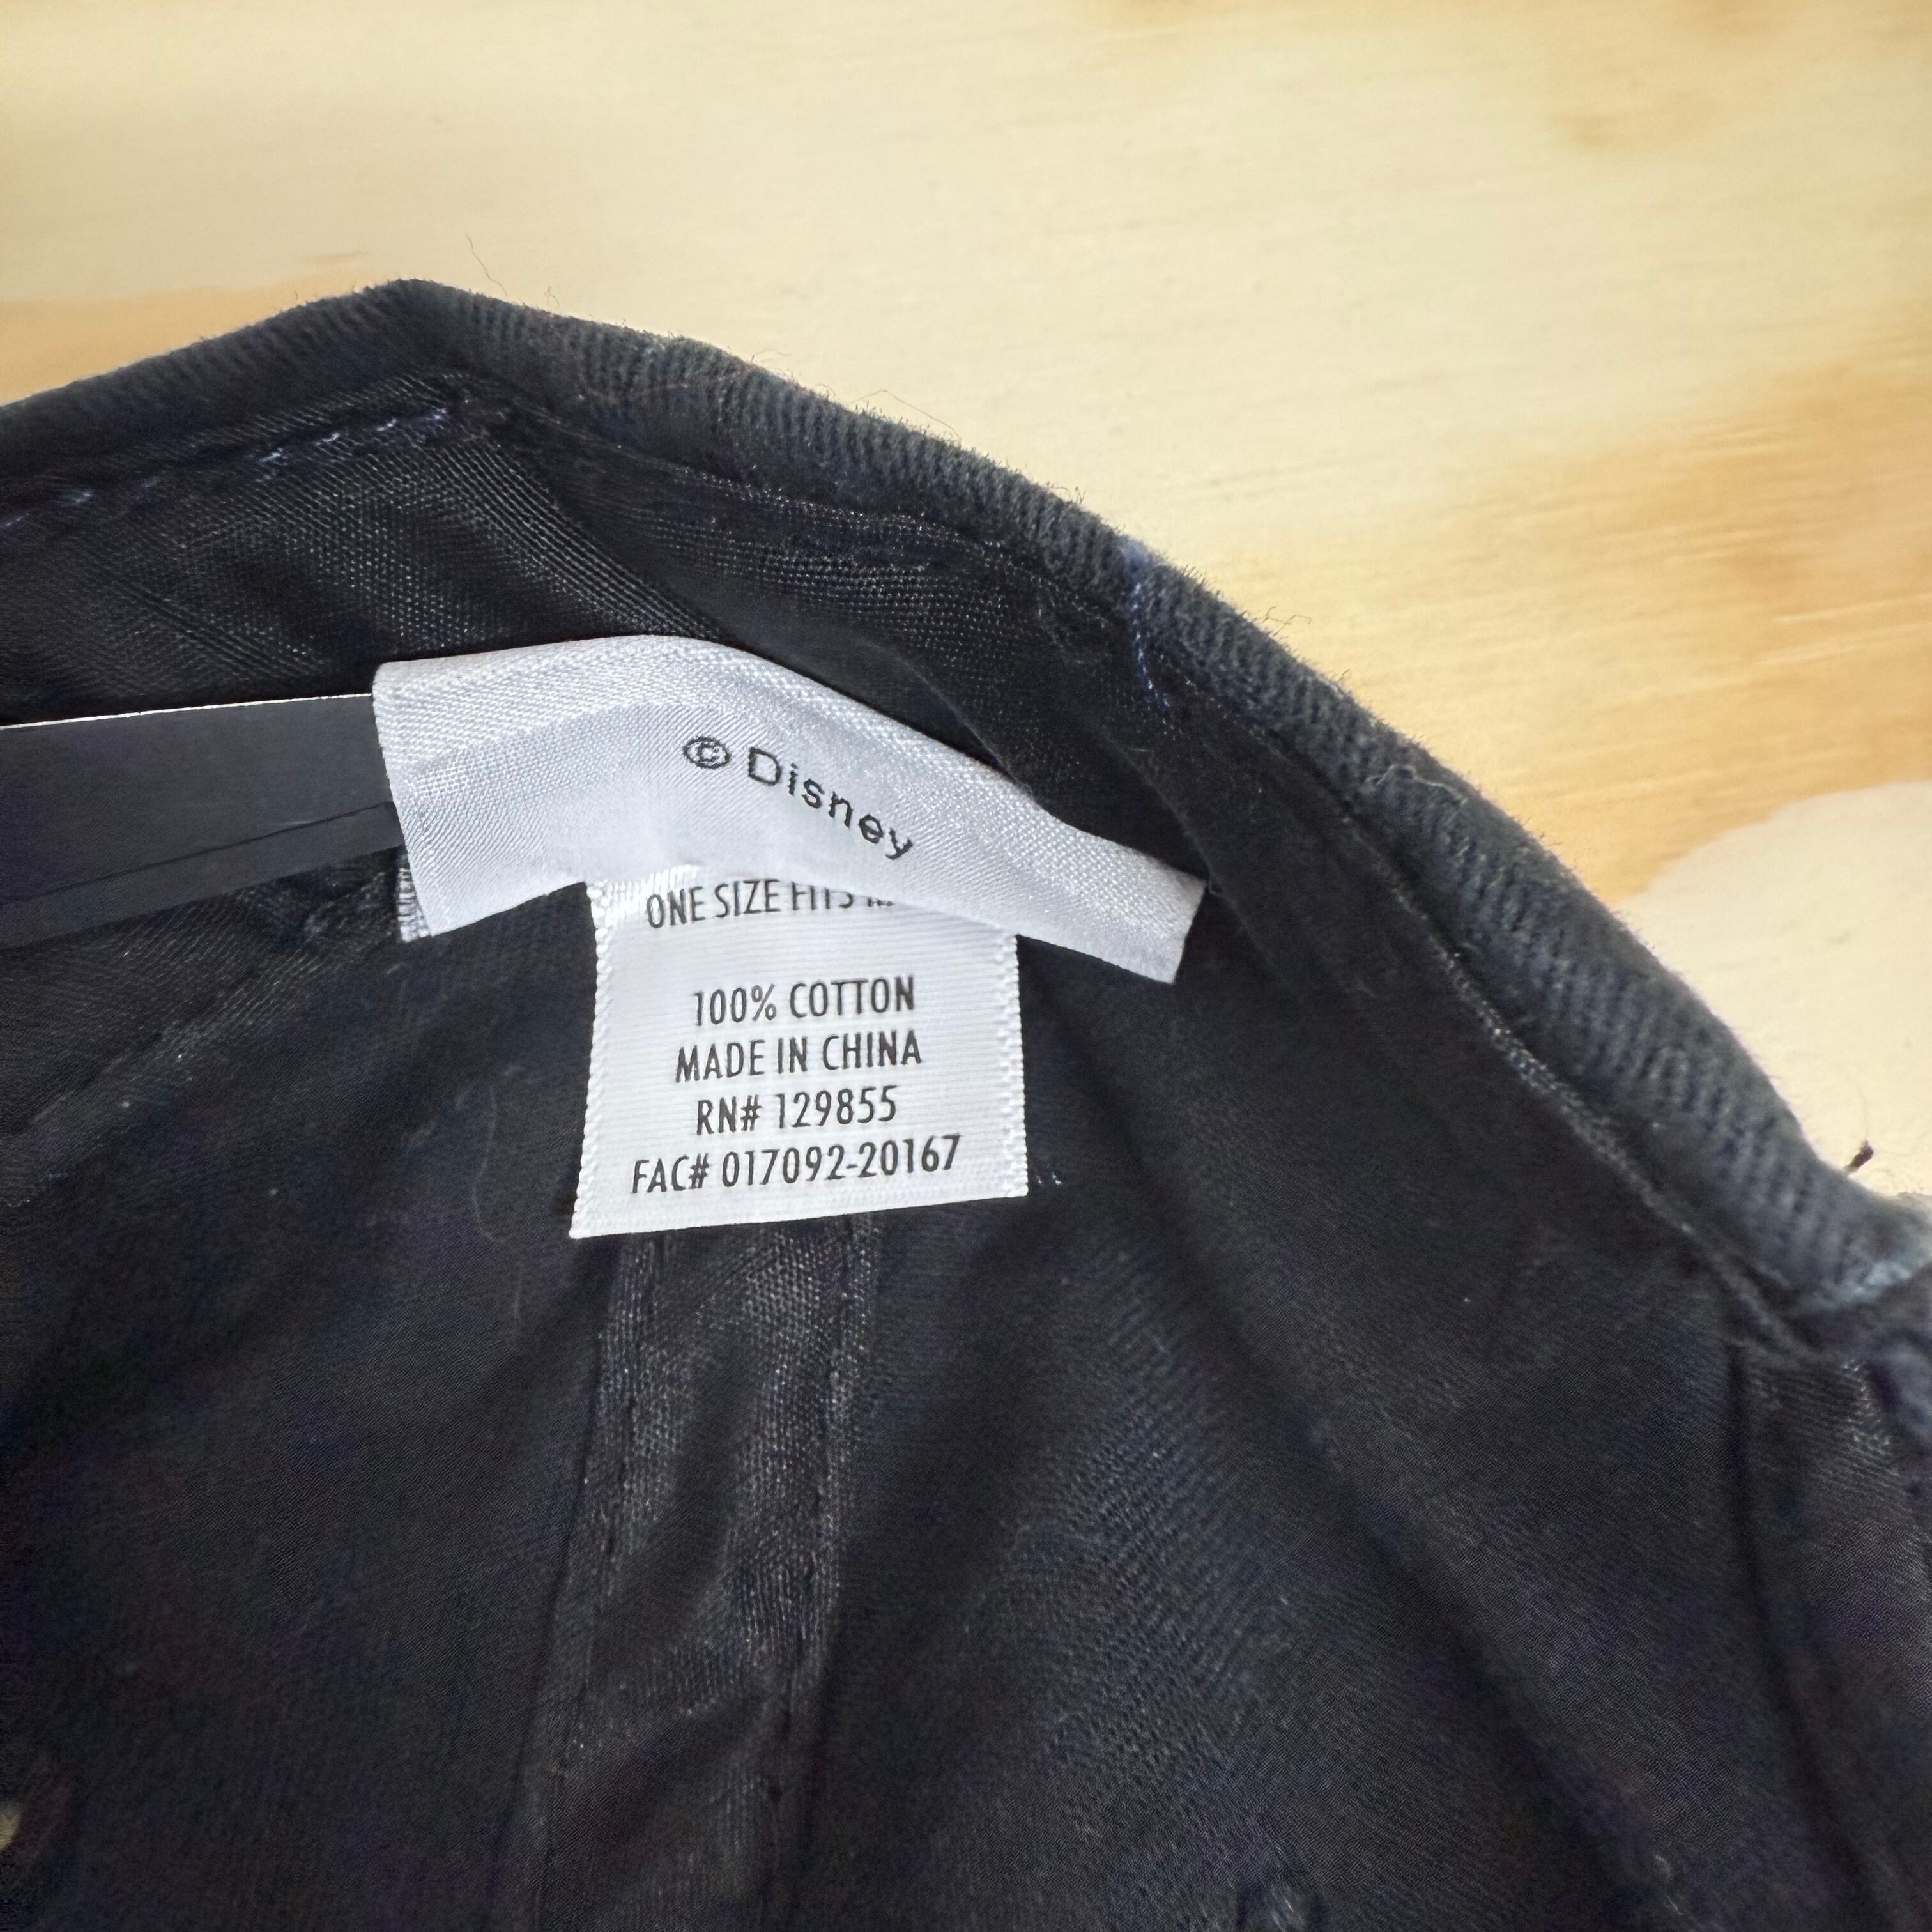 © Disney
ONE SIZE FITS
100% COTTON
MADE IN CHINA
RN# 129855
FAC# 017092-20167